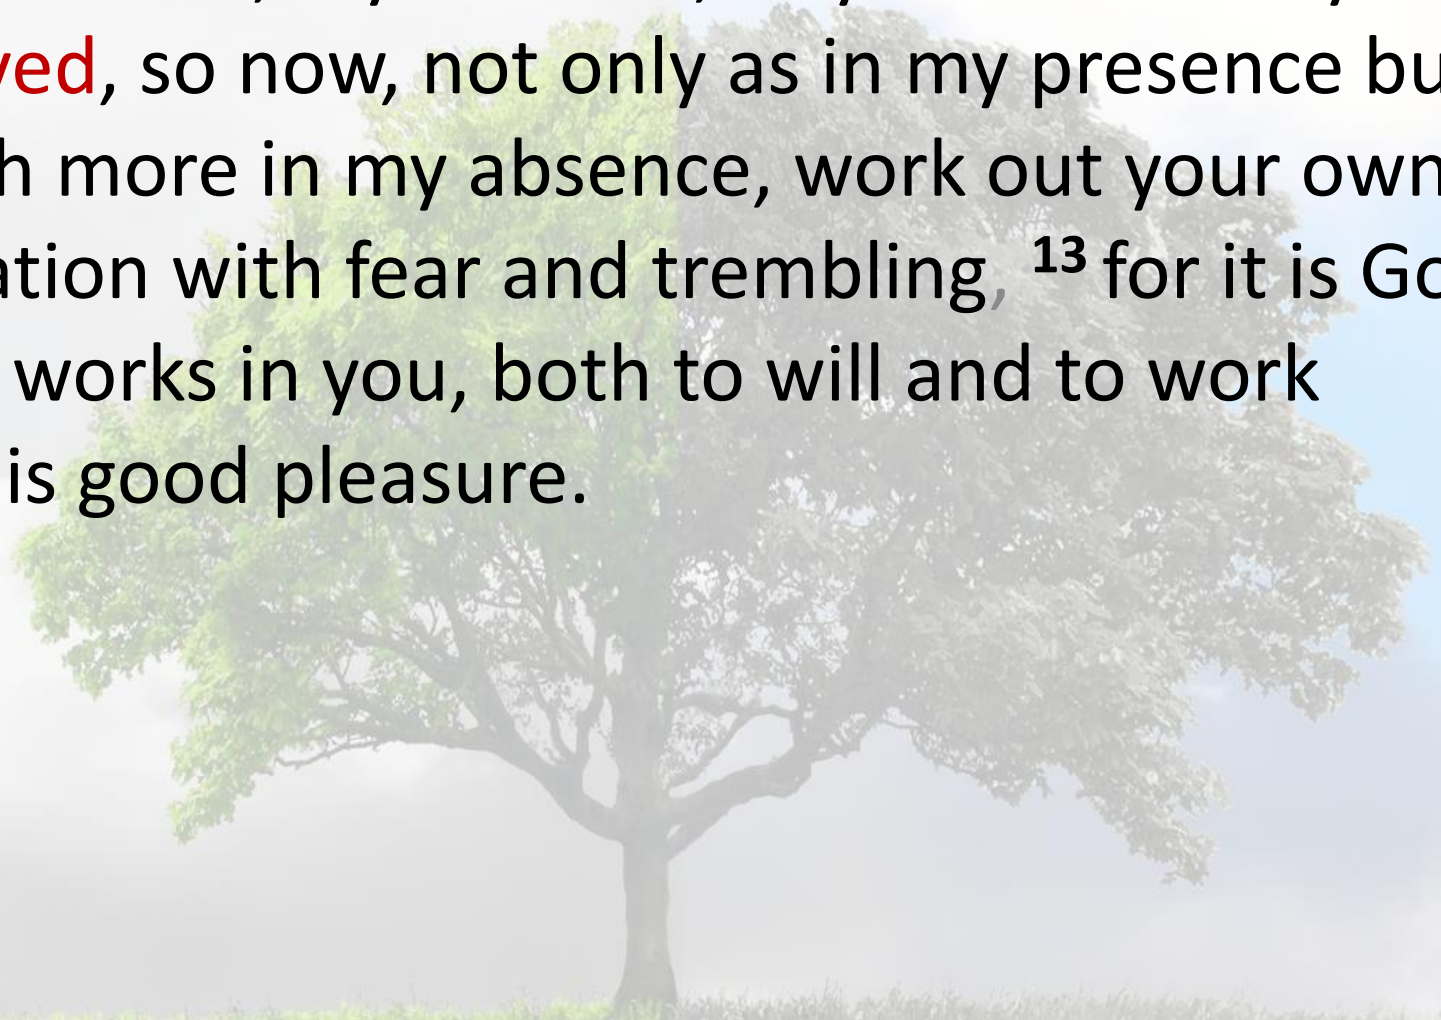 yed, so now, not only as in my presence bu
h more in my absence, work out your own
ation with fear and trembling, 13 for it is Go
works in you, both to will and to work
is good pleasure.